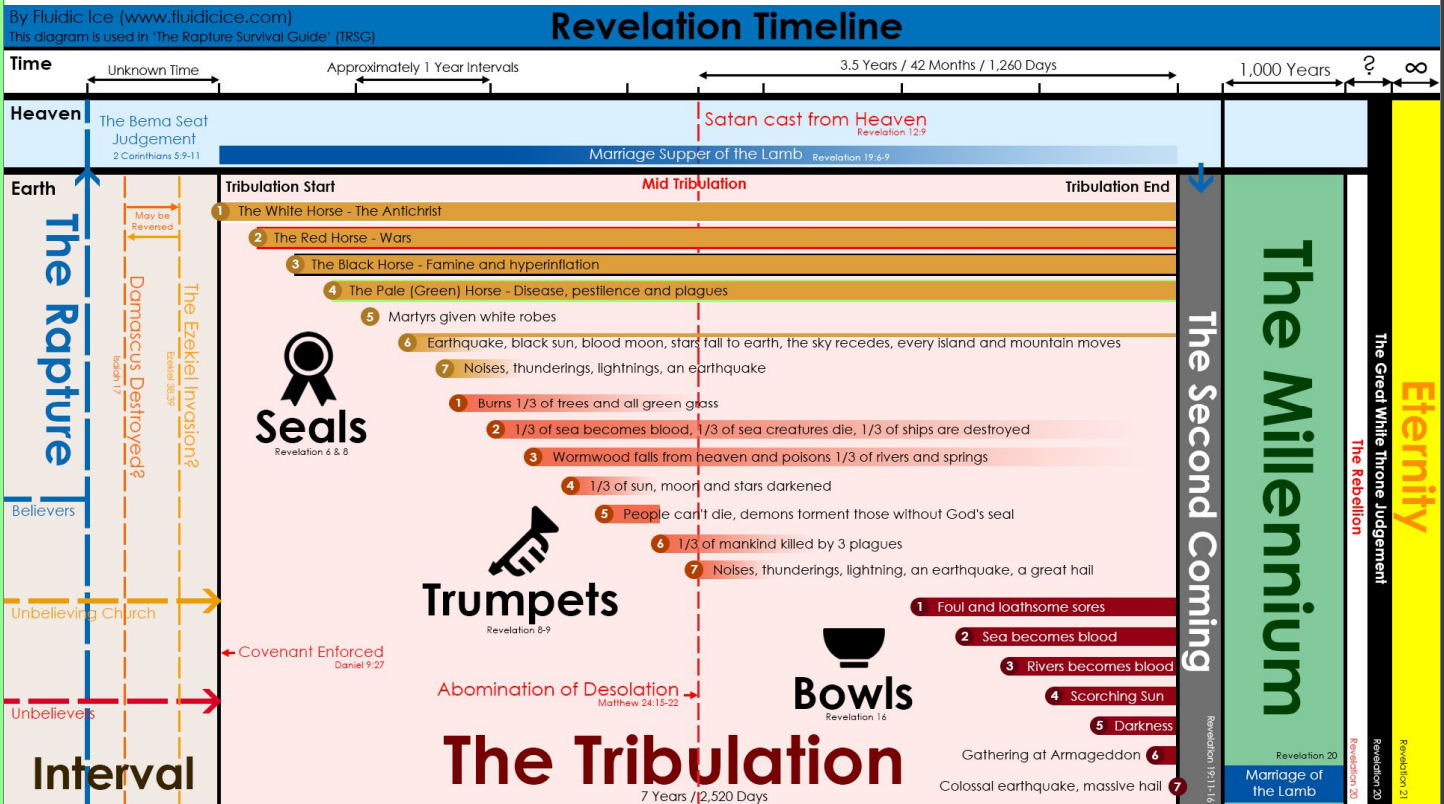 By Fluidic Ice (www.fluidicice.com)
This diagram is used in 'The Rapture Survival Guide' (TRSG)
Revelation Timeline
Time
Unknown Time
Approximately 1 Year Intervals
3.5 Years / 42 Months / 1,260 Days
1,000 Years
?
∞
Heaven
The Bema Seat
Judgement
2 Corinthians 5:9-11
Satan cast from Heaven
Revelation 12:9
Marriage Supper of the Lamb Revelation 19:6-9
Earth
Tribulation Start
Mid Tribulation
Tribulation End
The Rapture
May be
Reversed
Damascus Destroyed?
Isaiah 17
The Ezekiel Invasion?
Ezekiel 38,39
1 The White Horse - The Antichrist
2 The Red Horse - Wars
3 The Black Horse - Famine and hyperinflation
4 The Pale (Green) Horse - Disease, pestilence and plagues
5 Martyrs given white robes
6 Earthquake, black sun, blood moon, stars fall to earth, the sky recedes, every island and mountain moves
7 Noises, thunderings, lightnings, an earthquake
Seals
Revelation 6 & 8
1 Burns 1/3 of trees and all green grass
2 1/3 of sea becomes blood, 1/3 of sea creatures die, 1/3 of ships are destroyed
3 Wormwood falls from heaven and poisons 1/3 of rivers and springs
4 1/3 of sun, moon and stars darkened
5 People can't die, demons torment those without God's seal
6 1/3 of mankind killed by 3 plagues
7 Noises, thunderings, lightning, an earthquake, a great hail
Trumpets
Revelation 8-9
1 Foul and loathsome sores
2 Sea becomes blood
3 Rivers becomes blood
4 Scorching Sun
5 Darkness
Gathering at Armageddon 6
Colossal earthquake, massive hail 7
Bowls
Revelation 16
Believers
Unbelieving Church
Unbelievers
Interval
Covenant Enforced
Daniel 9:27
Abomination of Desolation
Matthew 24:15-22
The Tribulation
7 Years / 2,520 Days
The Second Coming
Revelation 19:11-16
The Millennium
Revelation 20
Marriage of
the Lamb
The Rebellion
Revelation 20
The Great White Throne Judgement
Revelation 20
Eternity
Revelation 21